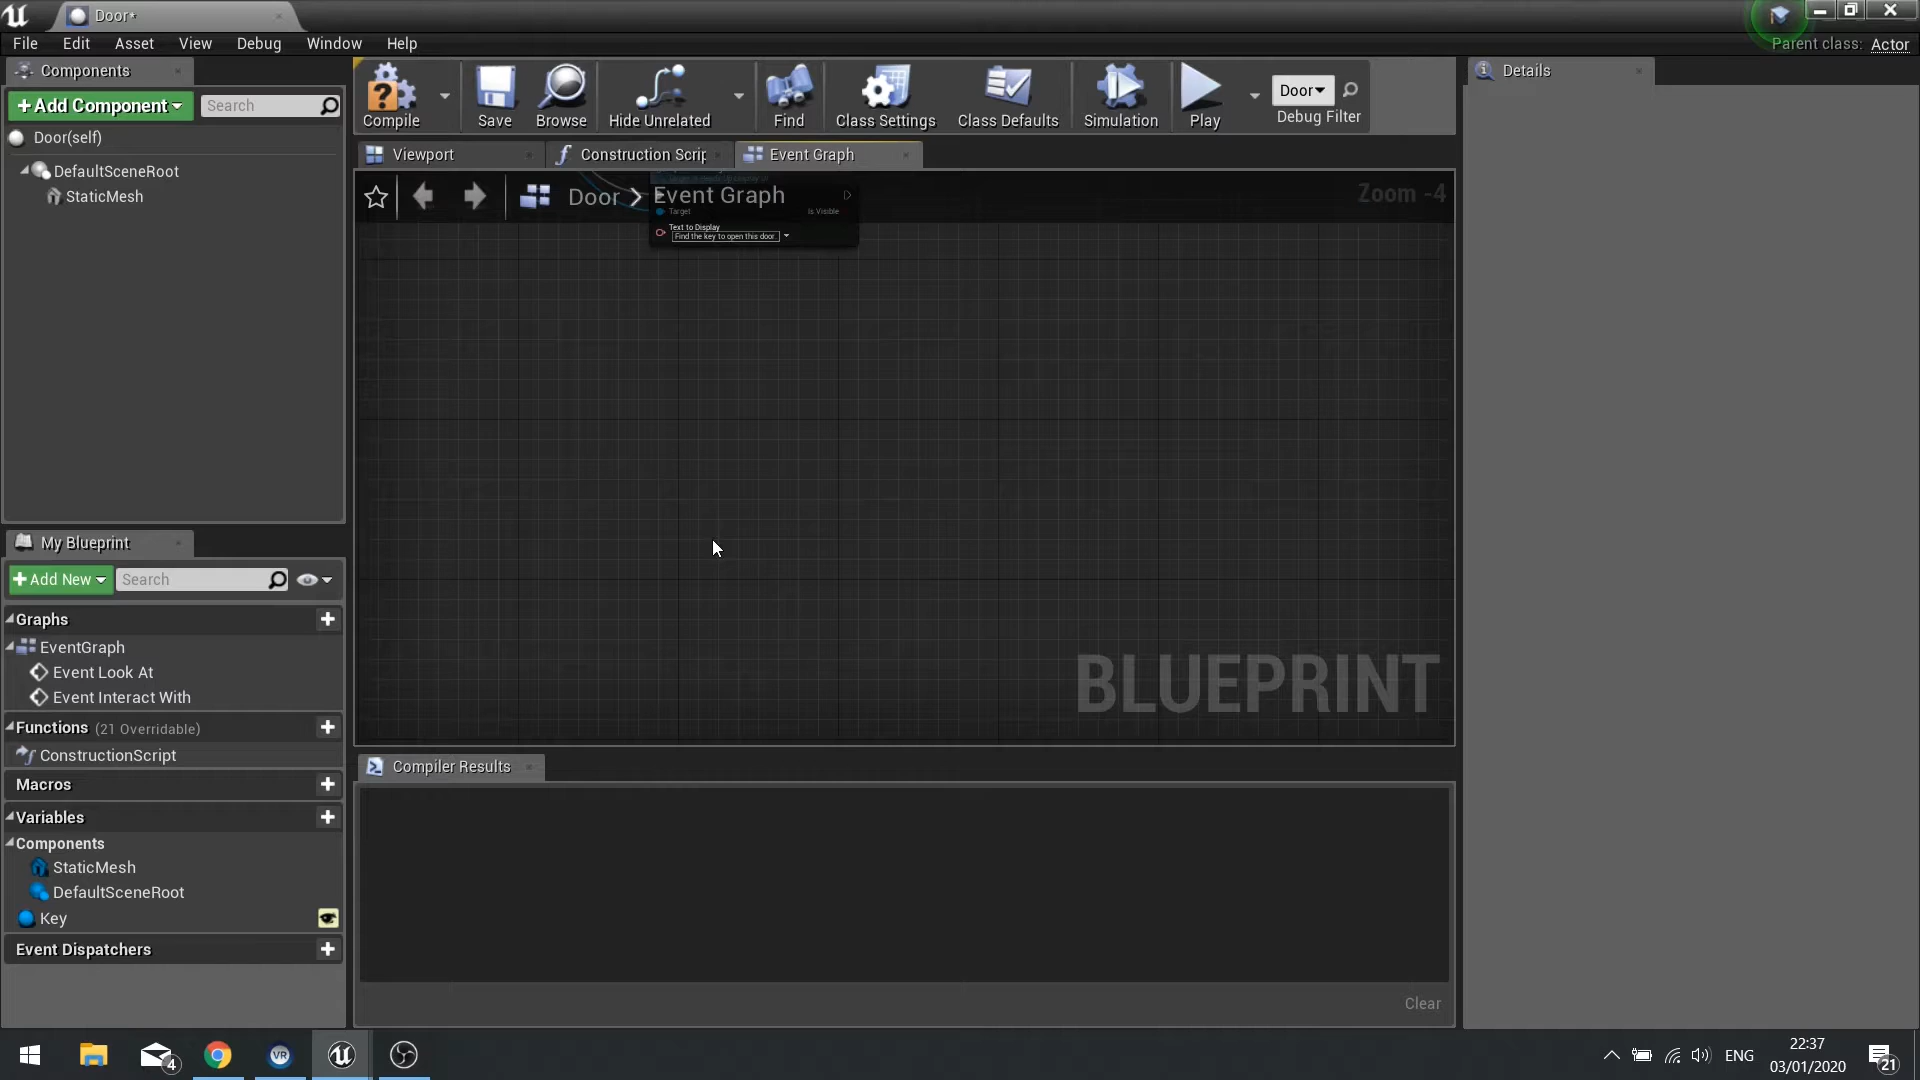 Door*
File Edit Asset View Debug Window Help
Parent class: Actor
Components
+Add Component
Search
Door(self)
DefaultSceneRoot
StaticMesh
Compile
Save
Browse
Hide Unrelated
Find
Class Settings
Class Defaults
Simulation
Play
Door
Debug Filter
Details
Viewport
Construction Scrip
Event Graph
Door > Event Graph
Zoom -4
Target
Is Visible
Text to Display
Find the key to open this door
BLUEPRINT
My Blueprint
+Add New
Search
Graphs
EventGraph
Event Look At
Event Interact With
Functions (21 Overridable)
ConstructionScript
Macros
Variables
Components
StaticMesh
DefaultSceneRoot
Key
Event Dispatchers
Compiler Results
Clear
4
VR
ENG
22:37
03/01/2020
21